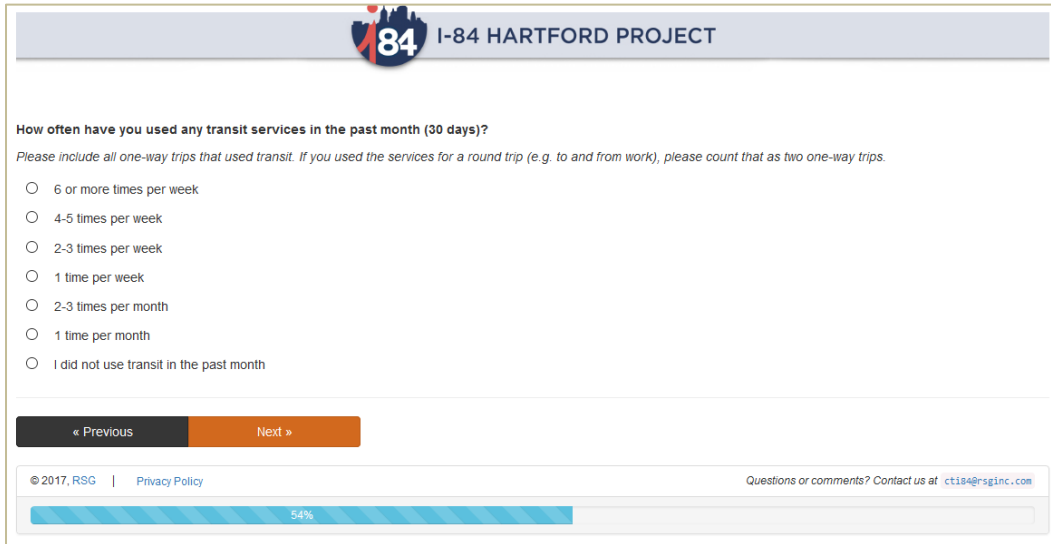 i84 I-84 HARTFORD PROJECT
How often have you used any transit services in the past month (30 days)?
Please include all one-way trips that used transit. If you used the services for a round trip (e.g. to and from work), please count that as two one-way trips.
6 or more times per week
4-5 times per week
2-3 times per week
1 time per week
2-3 times per month
1 time per month
I did not use transit in the past month
« Previous Next »
© 2017, RSG | Privacy Policy Questions or comments? Contact us at cti84@rsginc.com
54%